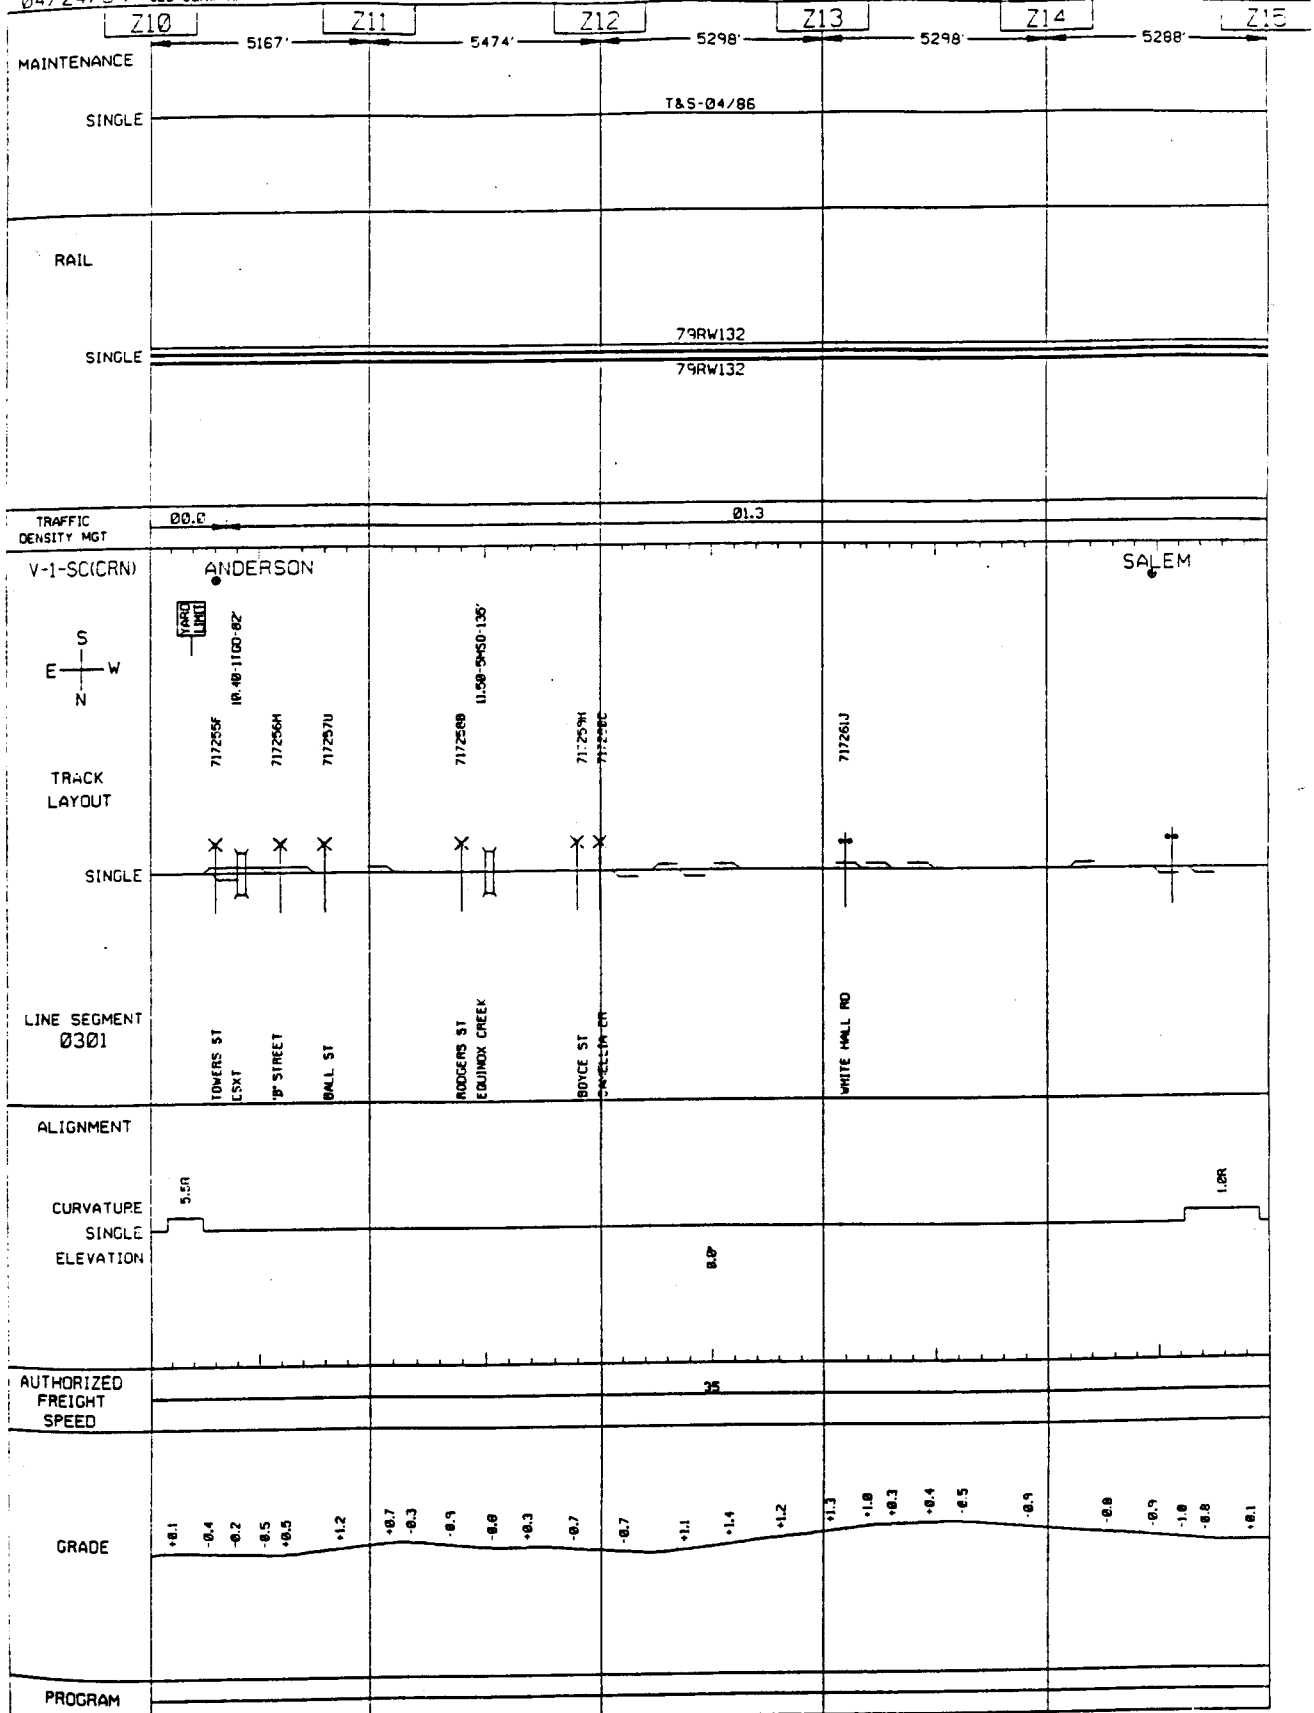 Z10 Z11 Z12 Z13 Z14 Z15
5167' 5474' 5298' 5298' 5288'
MAINTENANCE
SINGLE T&S-04/86
RAIL
79RW132
SINGLE
79RW132
TRAFFIC
DENSITY MGT
01.3
V-1-SC(CRN) ANDERSON SALEM
YARD
LIMIT
S
E W
N
717255F
10.40-1TGD-82'
717256M
717257U
717258B
11.50-5MSD-135'
717261J
TRACK
LAYOUT
SINGLE
LINE SEGMENT
0301
TOWERS ST
CSXT
'B' STREET
BALL ST
RODGERS ST
EQUINOX CREEK
BOYCE ST
WHITE HALL RD
ALIGNMENT
CURVATURE
5.5R
1.0R
SINGLE
ELEVATION
0.0'
AUTHORIZED
FREIGHT
SPEED
35
GRADE
+0.1 -0.4 -0.2 -0.5 +0.5 +1.2 +0.7 -0.3 -0.9 -0.8 +0.3 -0.7 -0.7 +1.1 +1.4 +1.2 +1.3 +1.0 +0.3 +0.4 -0.5 -0.9 -0.8 -0.9 -1.0 -0.8 +0.1
PROGRAM